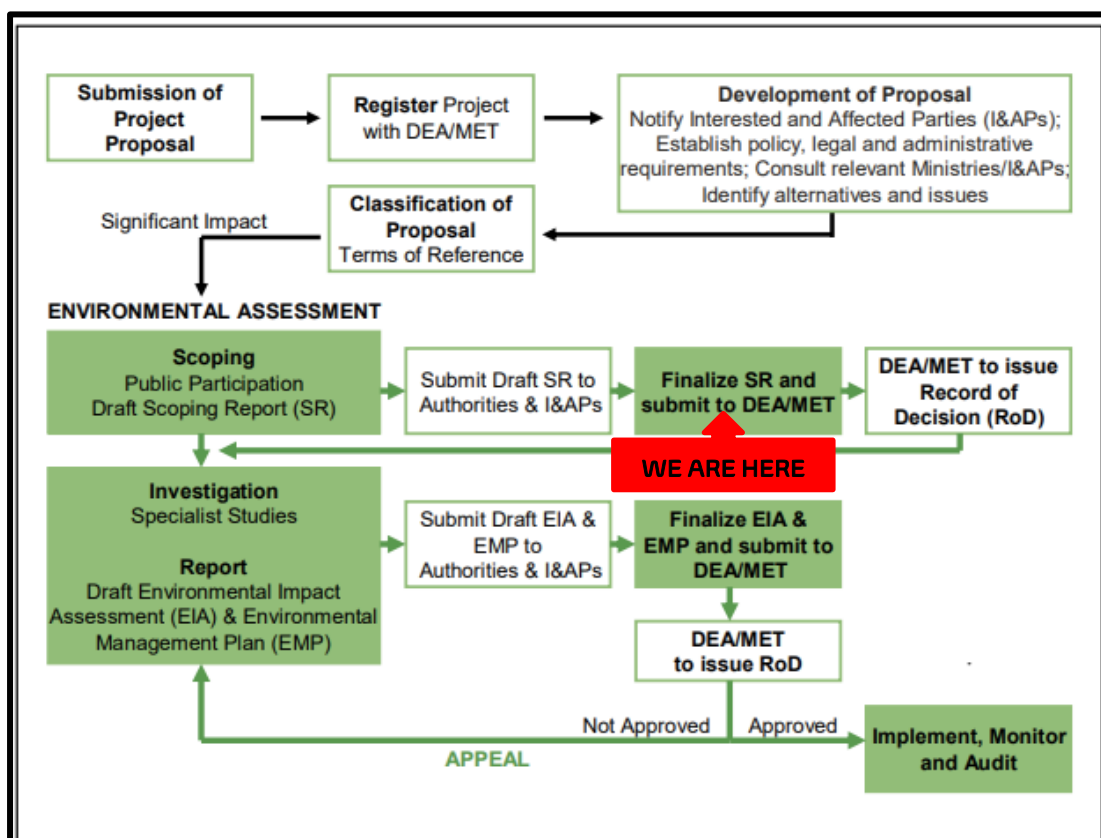 Submission of
Project
Proposal
Register Project
with DEA/MET
Development of Proposal
Notify Interested and Affected Parties (I&APs);
Establish policy, legal and administrative
requirements; Consult relevant Ministries/I&APs;
Identify alternatives and issues
Significant Impact
Classification of
Proposal
Terms of Reference
ENVIRONMENTAL ASSESSMENT
Scoping
Public Participation
Draft Scoping Report (SR)
Submit Draft SR to
Authorities & I&APs
Finalize SR and
submit to DEA/MET
DEA/MET to issue
Record of
Decision (RoD)
WE ARE HERE
Investigation
Specialist Studies
Report
Draft Environmental Impact
Assessment (EIA) & Environmental
Management Plan (EMP)
Submit Draft EIA &
EMP to
Authorities & I&APs
Finalize EIA &
EMP and submit to
DEA/MET
DEA/MET
to issue RoD
Not Approved
Approved
APPEAL
Implement, Monitor
and Audit